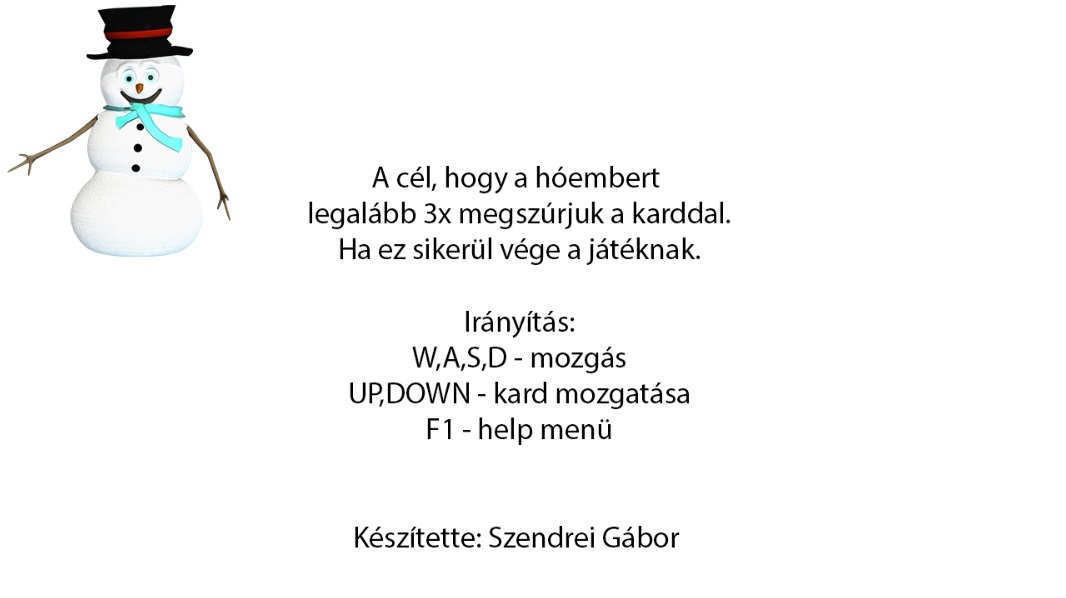 A cél, hogy a hóembert
legalább 3x megszúrjuk a karddal.
Ha ez sikerül vége a játéknak.
Irányítás:
W,A,S,D - mozgás
UP,DOWN - kard mozgatása
F1 - help menü
Készítette: Szendrei Gábor